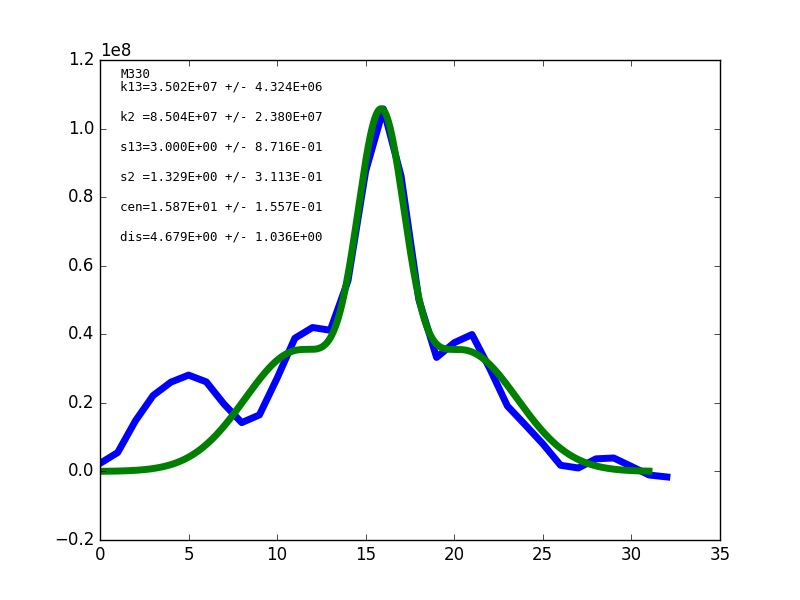 1e8
M330
k13=3.502E+07 +/- 4.324E+06
k2 =8.504E+07 +/- 2.380E+07
s13=3.000E+00 +/- 8.716E-01
s2 =1.329E+00 +/- 3.113E-01
cen=1.587E+01 +/- 1.557E-01
dis=4.679E+00 +/- 1.036E+00
1.2
1.0
0.8
0.6
0.4
0.2
0.0
−0.2
0 5 10 15 20 25 30 35